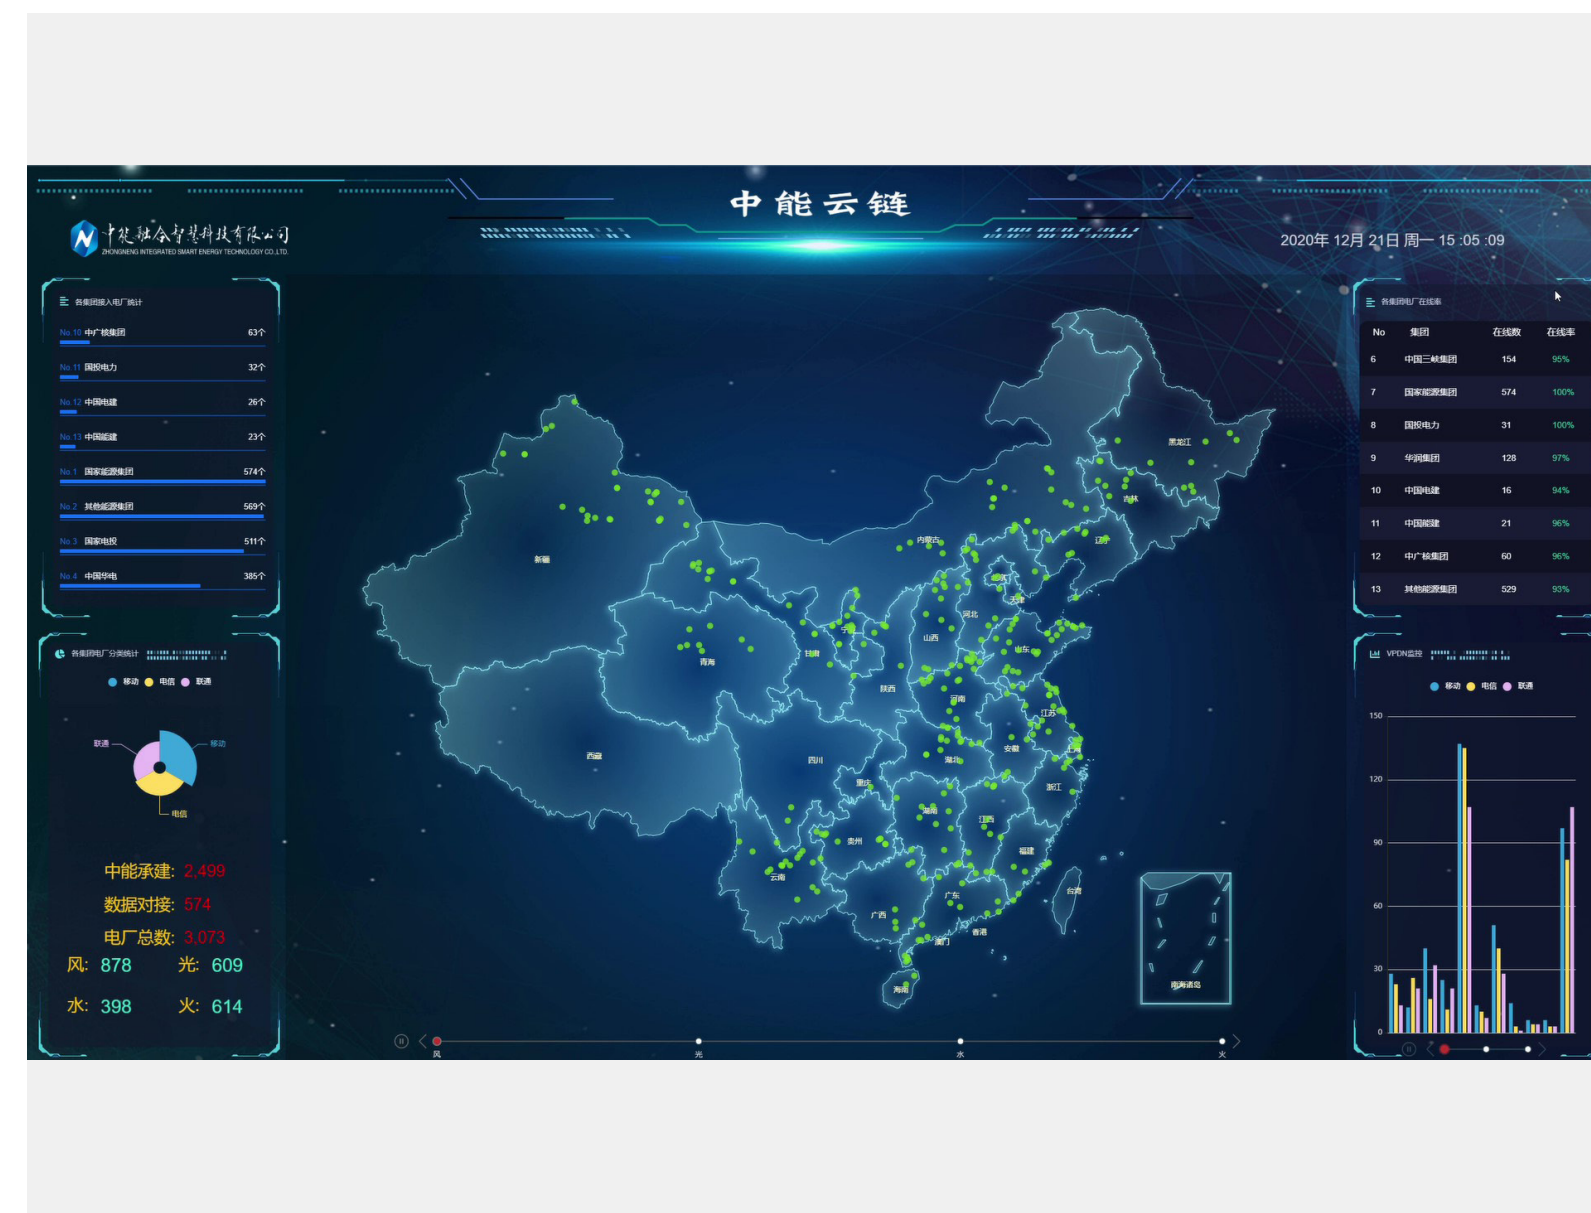 中能云链
中能融合智慧科技有限公司
ZHONGNENG INTEGRATED SMART ENERGY TECHNOLOGY CO.,LTD.
2020年 12月 21日 周一 15 :05 :09
各集团接入电厂统计
No.10 中广核集团 63个
No.11 国投电力 32个
No.12 中国电建 26个
No.13 中国能建 23个
No.1 国家能源集团 574个
No.2 其他能源集团 569个
No.3 国家电投 511个
No.4 中国华电 385个
各集团电厂分类统计
移动 电信 联通
联通 移动
电信
中能承建: 2,499
数据对接: 574
电厂总数: 3,073
风: 878 光: 609
水: 398 火: 614
黑龙江
吉林
辽宁
内蒙古
新疆
北京
天津
河北
宁夏
山西
山东
甘肃
青海
陕西
河南
江苏
西藏
四川
安徽
上海
湖北
重庆
浙江
湖南
江西
贵州
福建
云南
台湾
广东
广西
香港
澳门
海南
南海诸岛
风 光 水 火
各集团电厂在线率
No 集团 在线数 在线率
6 中国三峡集团 154 95%
7 国家能源集团 574 100%
8 国投电力 31 100%
9 华润集团 128 97%
10 中国电建 16 94%
11 中国能建 21 96%
12 中广核集团 60 96%
13 其他能源集团 529 93%
VPDN监控
移动 电信 联通
150
120
90
60
30
0